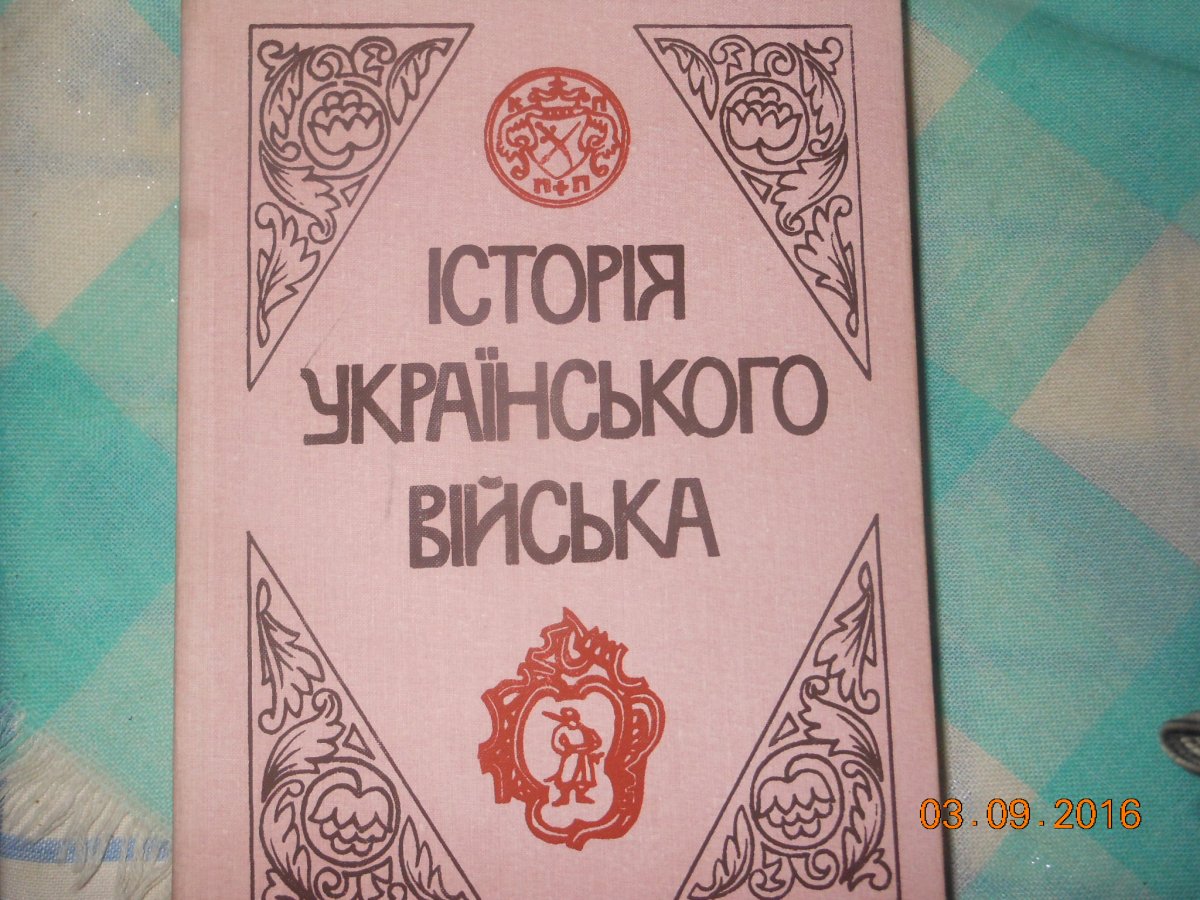 К П
П+П
ІСТОРІЯ
УКРАЇНСЬКОГО
ВІЙСЬКА
03.09.2016